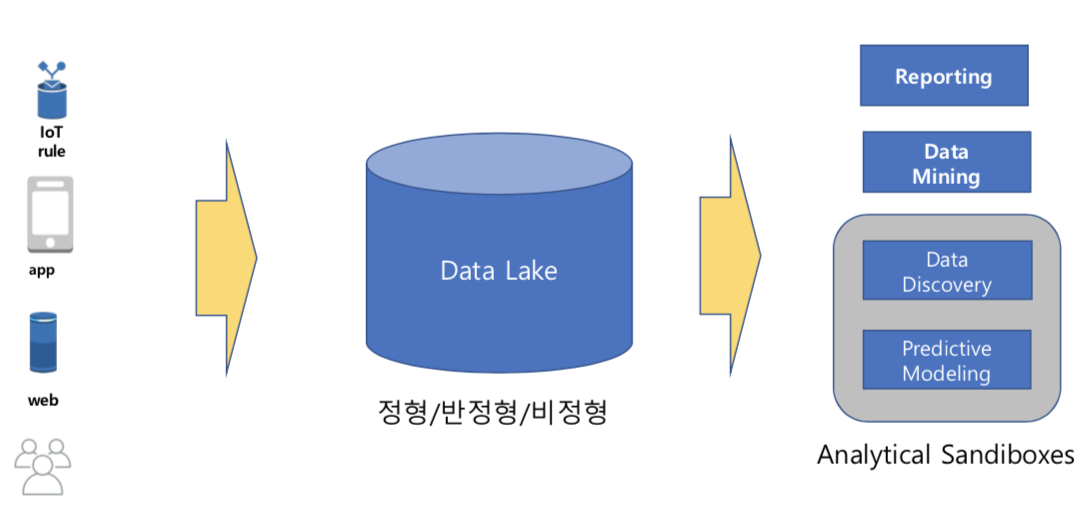 IoT
rule
app
web
Data Lake
정형/반정형/비정형
Reporting
Data
Mining
Data
Discovery
Predictive
Modeling
Analytical Sandiboxes